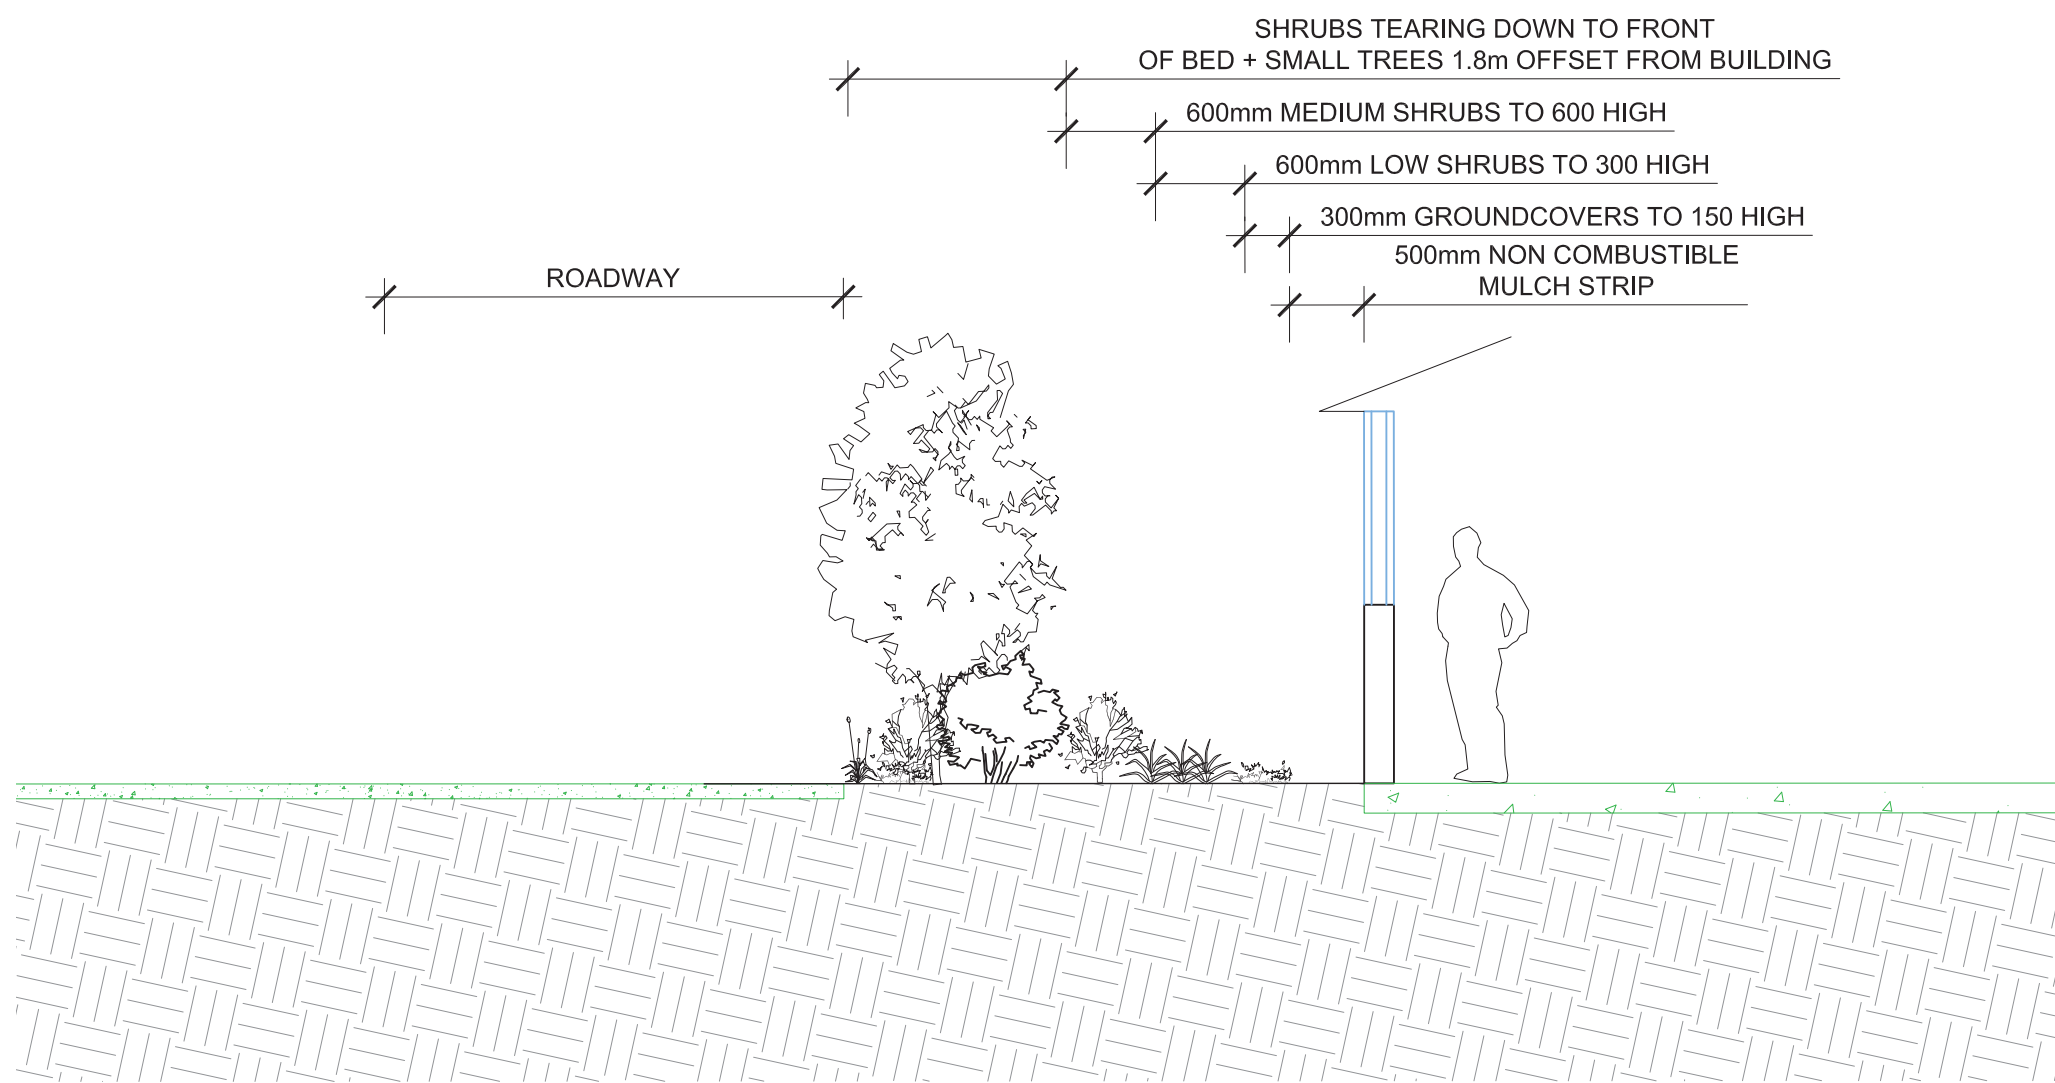 SHRUBS TEARING DOWN TO FRONT
OF BED + SMALL TREES 1.8m OFFSET FROM BUILDING
600mm MEDIUM SHRUBS TO 600 HIGH
600mm LOW SHRUBS TO 300 HIGH
300mm GROUNDCOVERS TO 150 HIGH
500mm NON COMBUSTIBLE
MULCH STRIP
ROADWAY